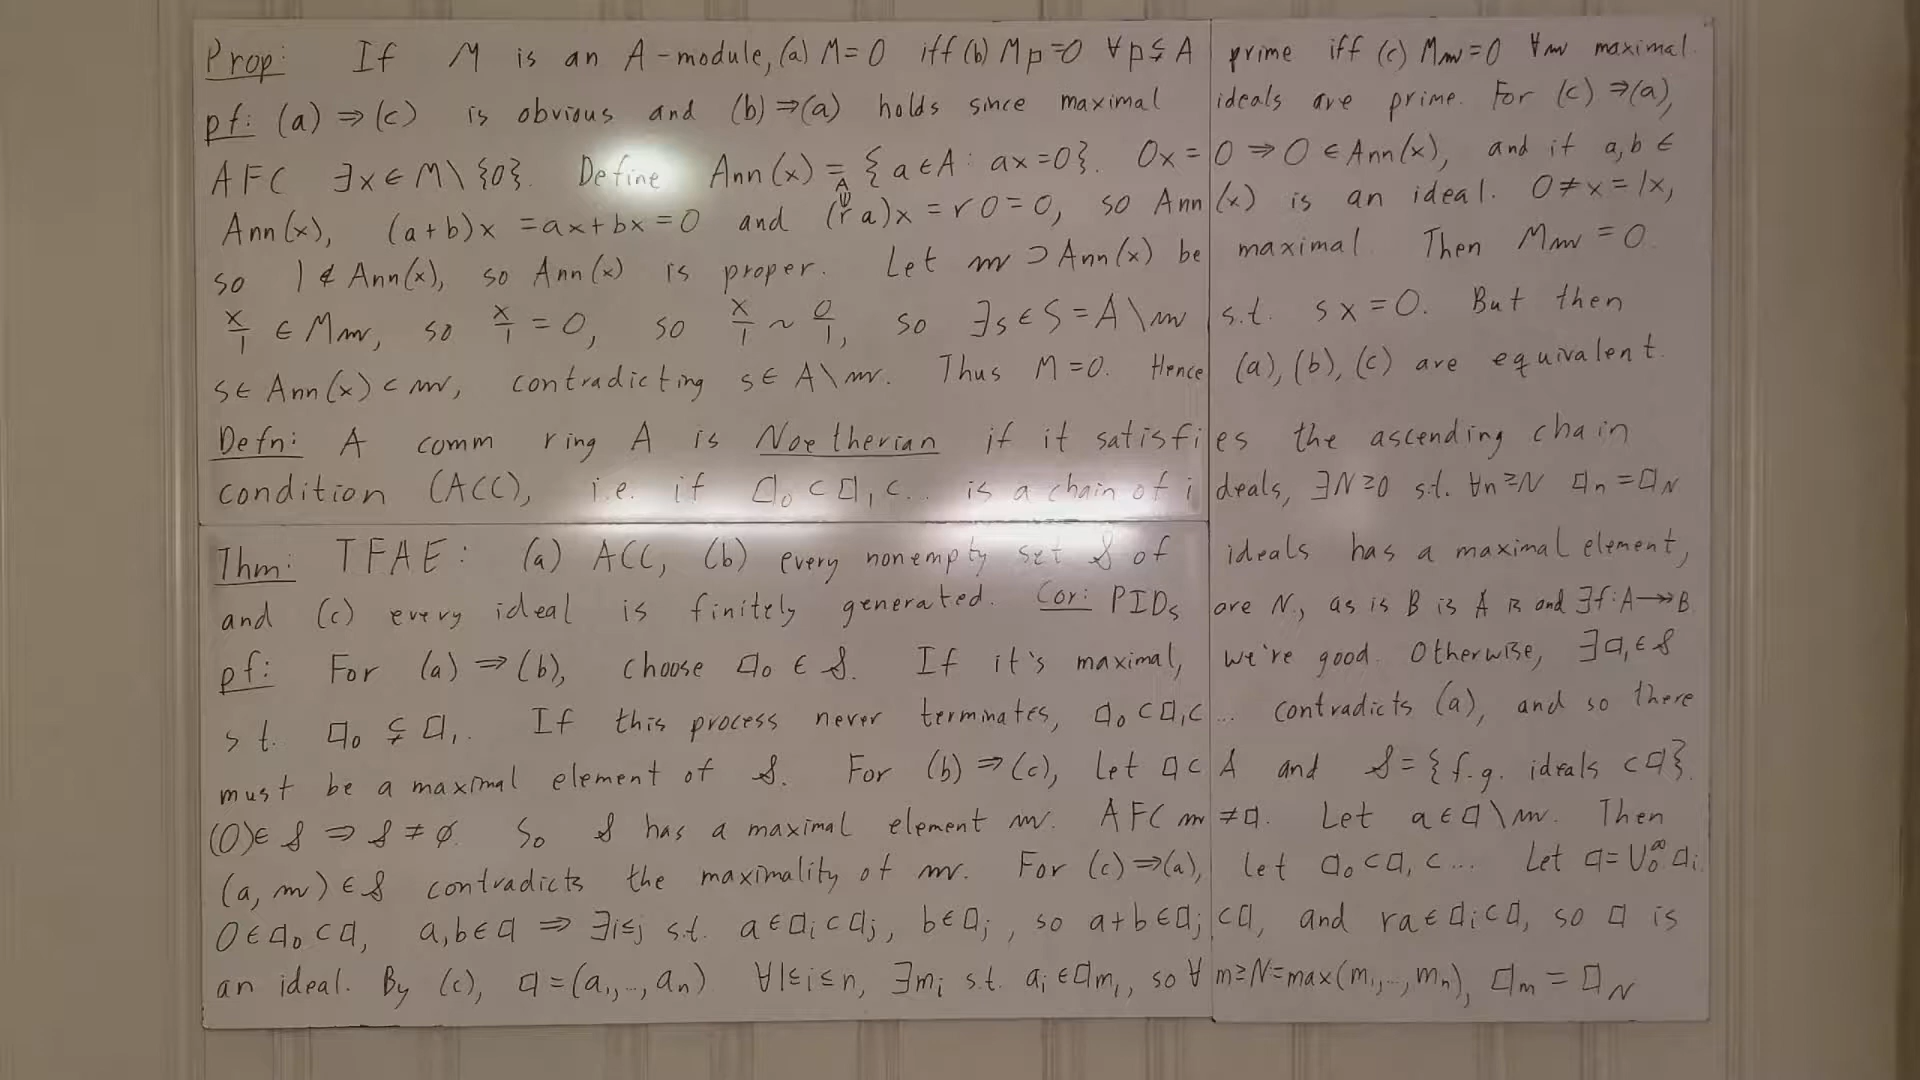 Prop: If M is an A-module, (a) M=0 iff (b) M𝔭=0 ∀𝔭⊊A prime iff (c) M𝔪=0 ∀𝔪 maximal.
pf: (a)⇒(c) is obvious and (b)⇒(a) holds since maximal ideals are prime. For (c)⇒(a),
AFC ∃x∈M\{0}. Define Ann(x) = {a∈A: ax=0}. 0x=0⇒0∈Ann(x), and if a,b∈
Ann(x), (a+b)x=ax+bx=0 and (r∈A a)x=r0=0, so Ann(x) is an ideal. 0≠x=1x,
so 1∉Ann(x), so Ann(x) is proper. Let 𝔪⊃Ann(x) be maximal. Then M𝔪=0.
x/1 ∈M𝔪, so x/1=0, so x/1 ~ 0/1, so ∃s∈S=A\𝔪 s.t. sx=0. But then
s∈Ann(x)⊂𝔪, contradicting s∈A\𝔪. Thus M=0. Hence (a), (b), (c) are equivalent.
Defn: A comm ring A is Noetherian if it satisfies the ascending chain
condition (ACC), i.e. if 𝔞₀⊂𝔞₁⊂... is a chain of ideals, ∃N≥0 s.t. ∀n≥N 𝔞ₙ=𝔞_N
Thm: TFAE: (a) ACC, (b) every nonempty set 𝒮 of ideals has a maximal element,
and (c) every ideal is finitely generated. Cor: PIDs are N., as is B is A is and ∃f:A↠B
pf: For (a)⇒(b), choose 𝔞₀∈𝒮. If it's maximal, we're good. Otherwise, ∃𝔞₁∈𝒮
s.t. 𝔞₀⊊𝔞₁. If this process never terminates, 𝔞₀⊂𝔞₁⊂... contradicts (a), and so there
must be a maximal element of 𝒮. For (b)⇒(c), Let 𝔞⊂A and 𝒮={f.g. ideals⊂𝔞}.
(0)∈𝒮⇒𝒮≠∅. So 𝒮 has a maximal element 𝔪. AFC 𝔪≠𝔞. Let a∈𝔞\𝔪. Then
(a,𝔪)∈𝒮 contradicts the maximality of 𝔪. For (c)⇒(a), let 𝔞₀⊂𝔞₁⊂... Let 𝔞=∪₀^∞ 𝔞ᵢ.
0∈𝔞₀⊂𝔞, a,b∈𝔞⇒∃i≤j s.t. a∈𝔞ᵢ⊂𝔞ⱼ, b∈𝔞ⱼ, so a+b∈𝔞ⱼ⊂𝔞, and ra∈𝔞ᵢ⊂𝔞, so 𝔞 is
an ideal. By (c), 𝔞=(a₁,...,aₙ). ∀1≤i≤n, ∃mᵢ s.t. aᵢ∈𝔞mᵢ, so ∀m≥N=max(m₁,...,mₙ), 𝔞ₘ=𝔞_N